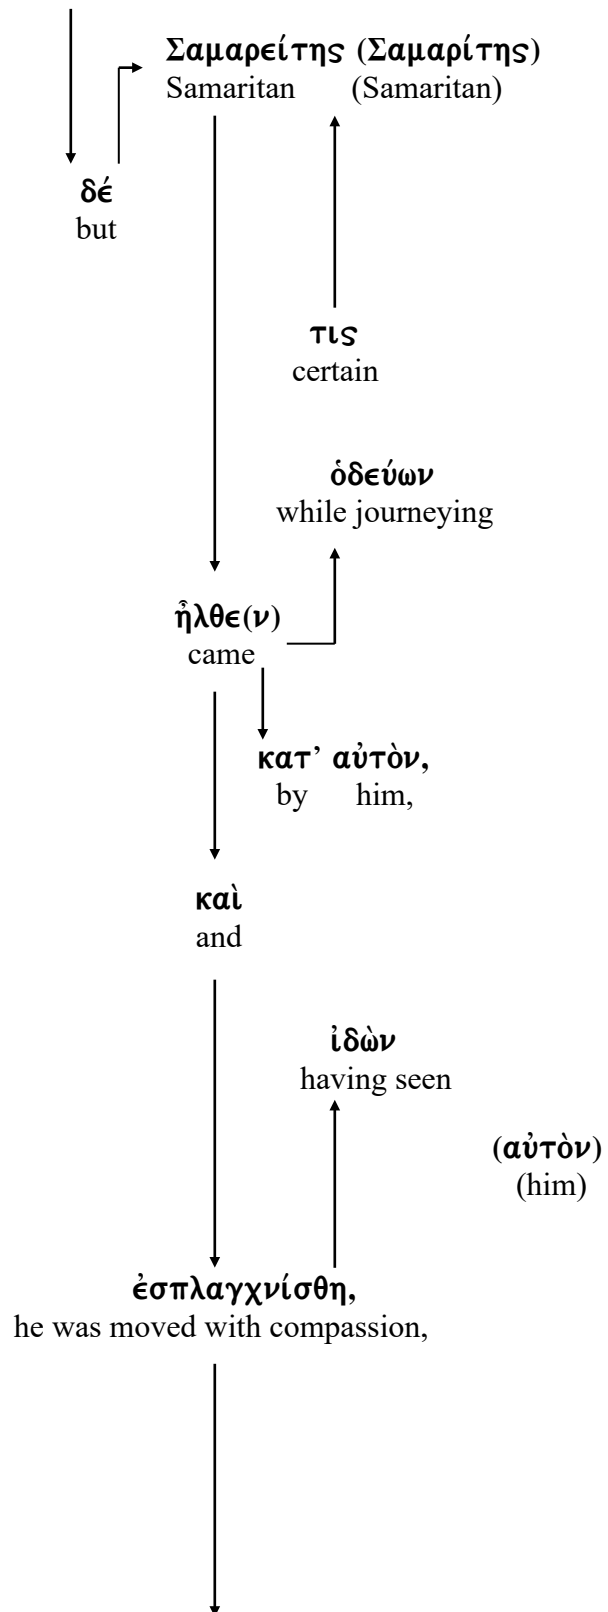 Σαμαρείτης (Σαμαρίτης)
Samaritan (Samaritan)
δέ
but
τις
certain
ὁδεύων
while journeying
ἦλθε(ν)
came
κατ’ αὐτὸν,
by him,
καὶ
and
ἰδὼν
having seen
(αὐτὸν)
(him)
ἐσπλαγχνίσθη,
he was moved with compassion,